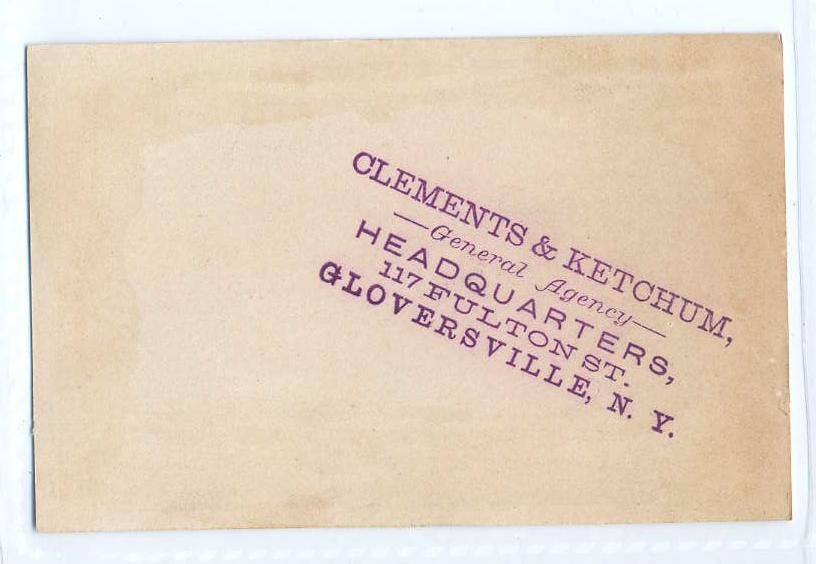 CLEMENTS & KETCHUM,
—General Agency—
HEADQUARTERS,
117 FULTON ST.
GLOVERSVILLE, N. Y.